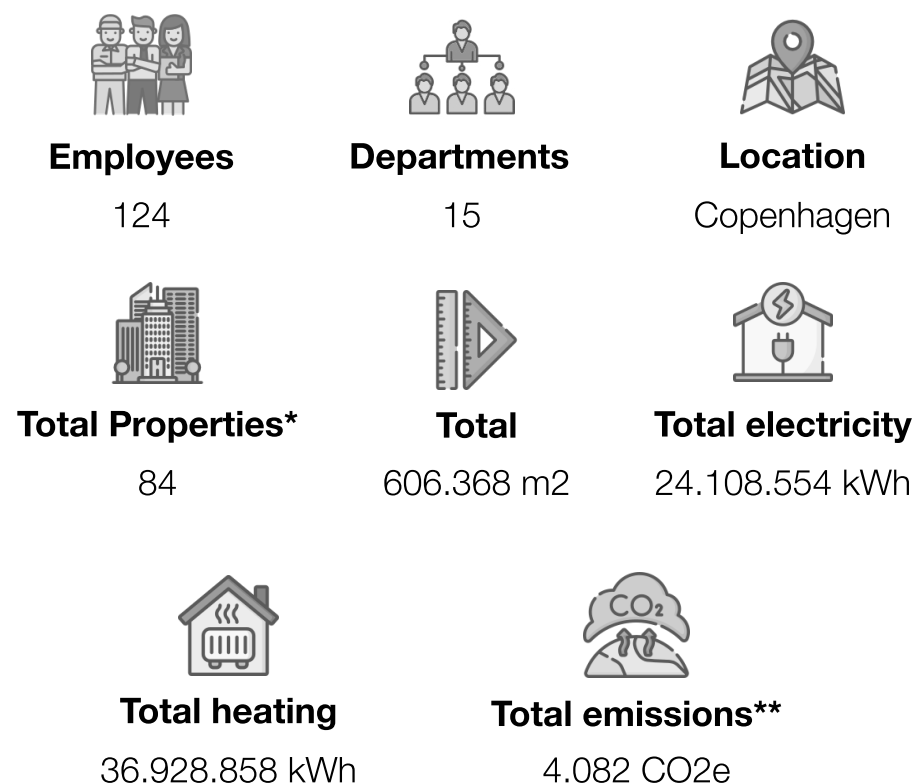 Employees
124
Departments
15
Location
Copenhagen
Total Properties*
84
Total
606.368 m2
Total electricity
24.108.554 kWh
Total heating
36.928.858 kWh
CO2
Total emissions**
4.082 CO2e